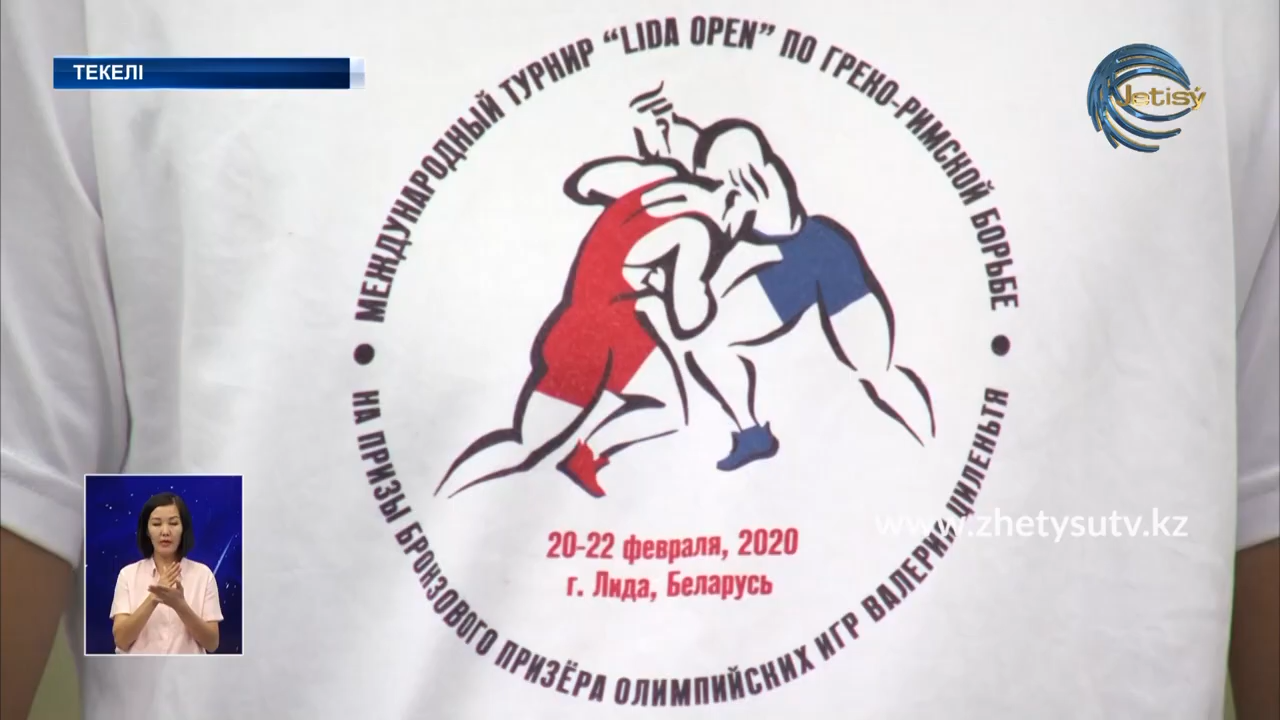 ТЕКЕЛІ
Jetisý
МЕЖДУНАРОДНЫЙ ТУРНИР “LIDA OPEN” ПО ГРЕКО-РИМСКОЙ БОРЬБЕ
НА ПРИЗЫ БРОНЗОВОГО ПРИЗЁРА ОЛИМПИЙСКИХ ИГР ВАЛЕРИЯ ЦИЛЕНЬТЯ
20-22 февраля, 2020
г. Лида, Беларусь
www.zhetysutv.kz